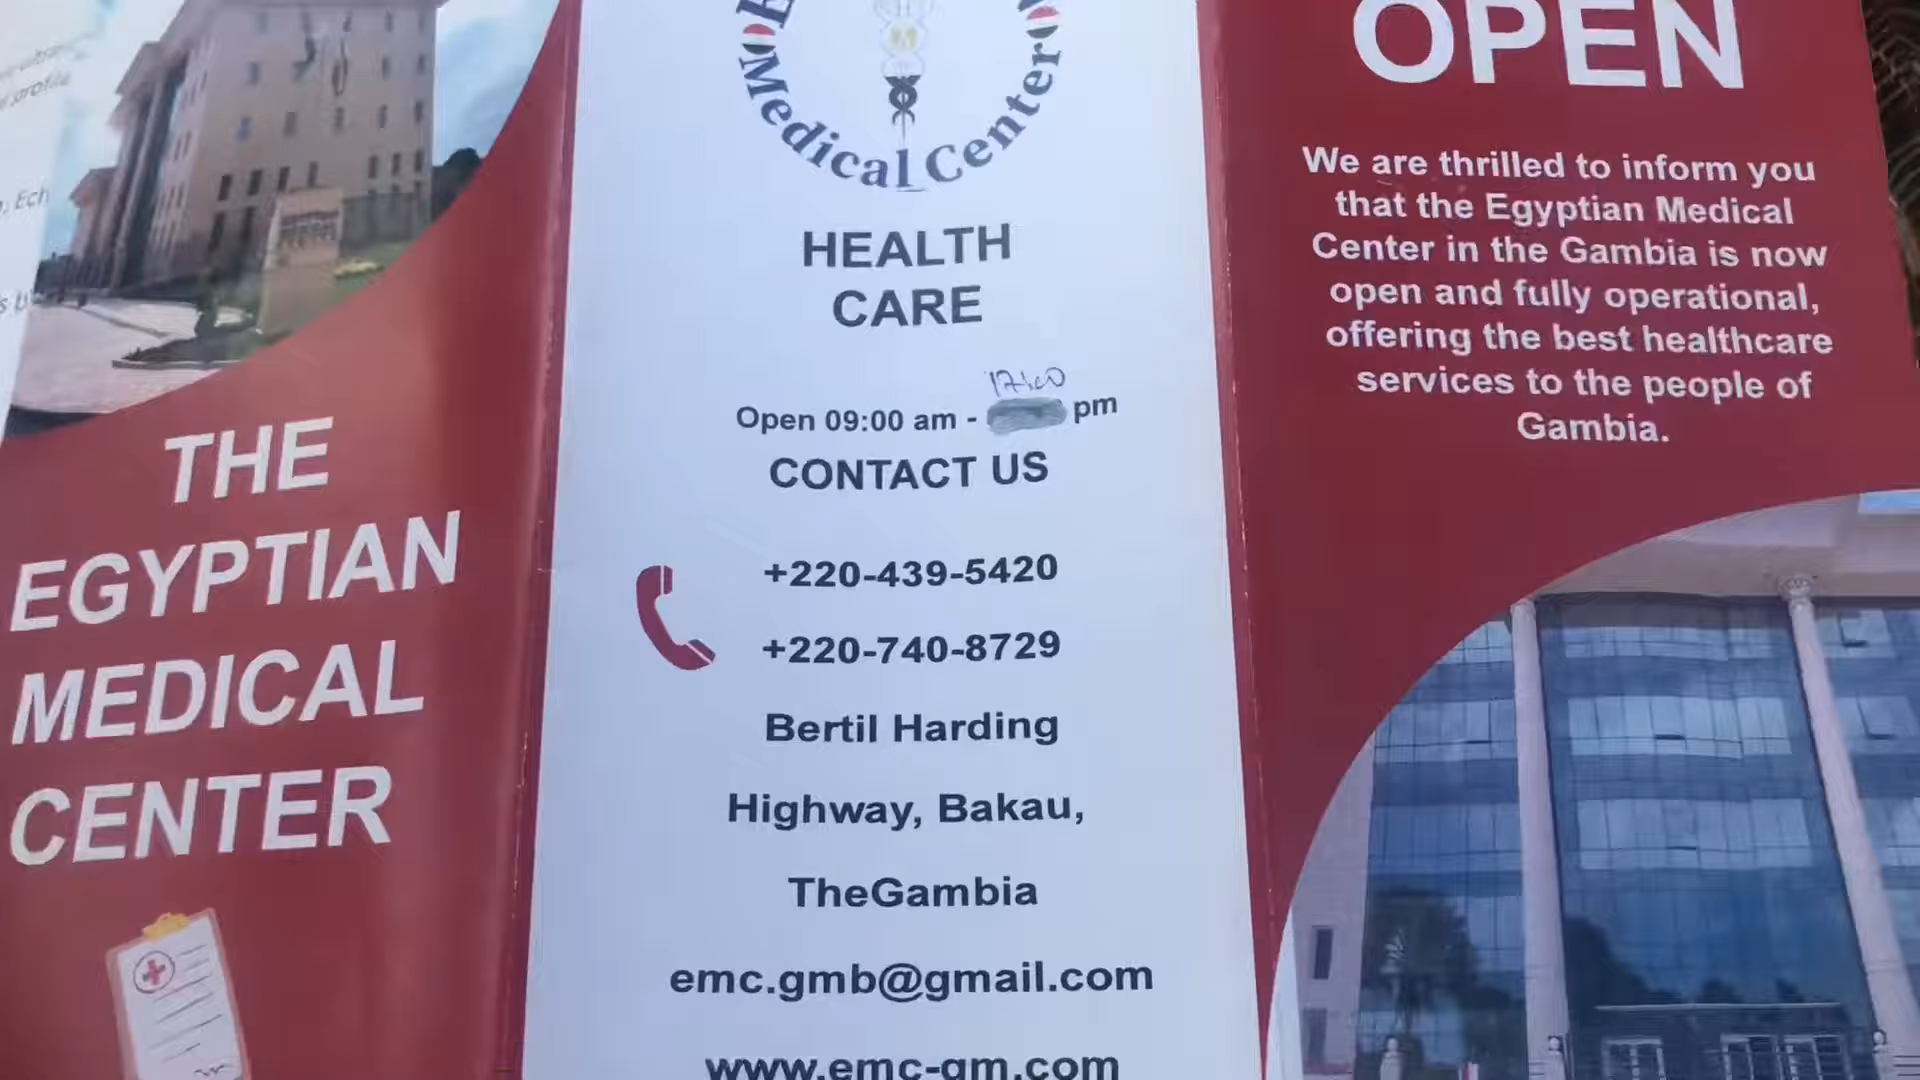 profile
THE
EGYPTIAN
MEDICAL
CENTER
Medical Center
HEALTH
CARE
17:00
Open 09:00 am - pm
CONTACT US
+220-439-5420
+220-740-8729
Bertil Harding
Highway, Bakau,
TheGambia
emc.gmb@gmail.com
www.emc-gm.com
OPEN
We are thrilled to inform you
that the Egyptian Medical
Center in the Gambia is now
open and fully operational,
offering the best healthcare
services to the people of
Gambia.